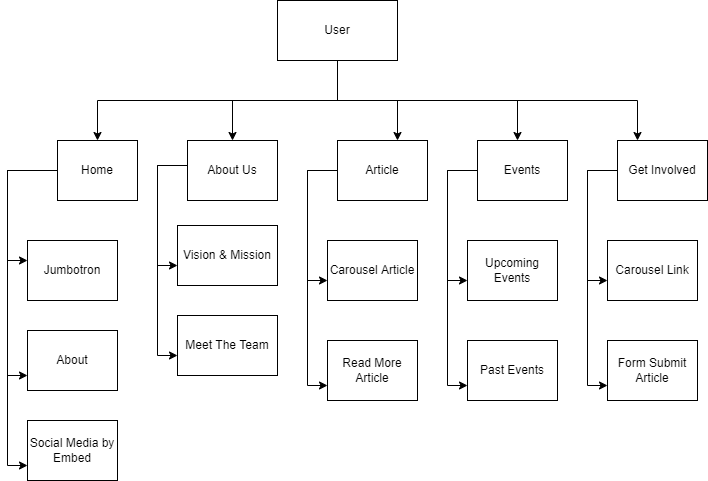 User
Home
About Us
Article
Events
Get Involved
Jumbotron
About
Social Media by
Embed
Vision & Mission
Meet The Team
Carousel Article
Read More
Article
Upcoming
Events
Past Events
Carousel Link
Form Submit
Article